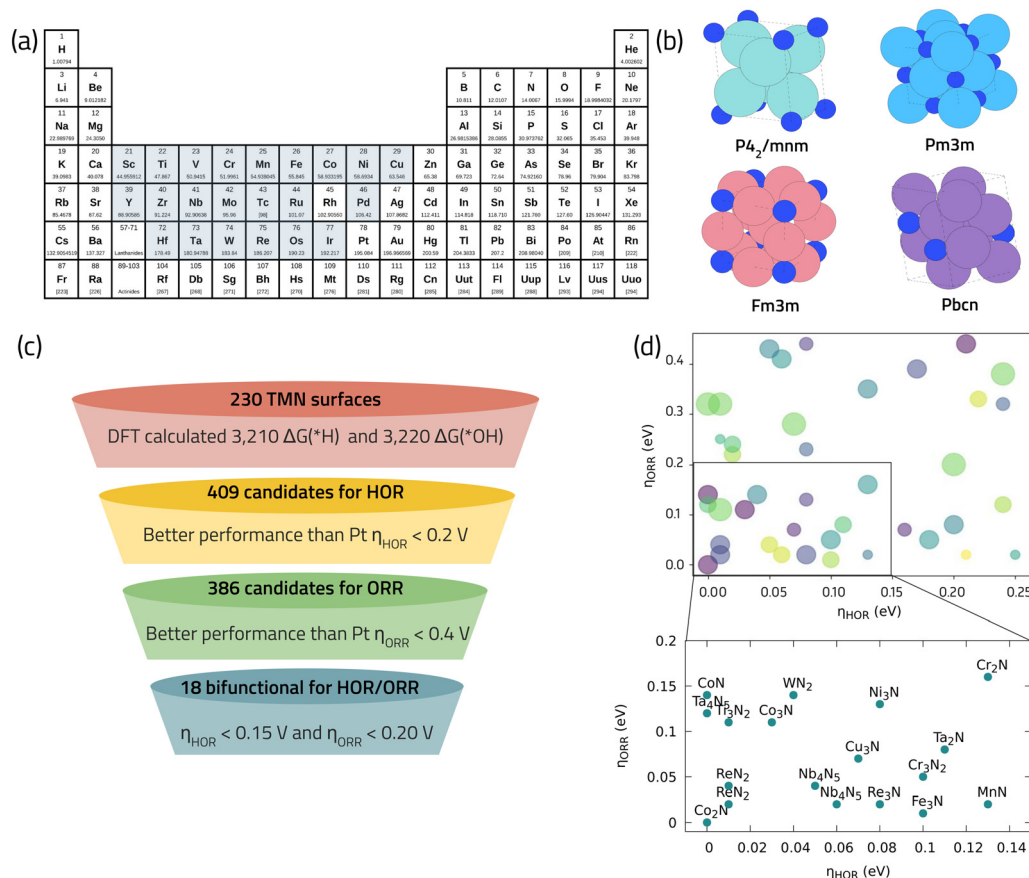 (a)
1 2
H He
1.00794 4.002602
3 4 5 6 7 8 9 10
Li Be B C N O F Ne
6.941 9.012182 10.811 12.0107 14.0067 15.9994 18.9984032 20.1797
11 12 13 14 15 16 17 18
Na Mg Al Si P S Cl Ar
22.989769 24.3050 26.9815386 28.0855 30.973762 32.065 35.453 39.948
19 20 21 22 23 24 25 26 27 28 29 30 31 32 33 34 35 36
K Ca Sc Ti V Cr Mn Fe Co Ni Cu Zn Ga Ge As Se Br Kr
39.0983 40.078 44.955912 47.867 50.9415 51.9961 54.938045 55.845 58.933195 58.6934 63.546 65.38 69.723 72.64 74.92160 78.96 79.904 83.798
37 38 39 40 41 42 43 44 45 46 47 48 49 50 51 52 53 54
Rb Sr Y Zr Nb Mo Tc Ru Rh Pd Ag Cd In Sn Sb Te I Xe
85.4678 87.62 88.90585 91.224 92.90638 95.96 [98] 101.07 102.90550 106.42 107.8682 112.411 114.818 118.710 121.760 127.60 126.90447 131.293
55 56 57-71 72 73 74 75 76 77 78 79 80 81 82 83 84 85 86
Cs Ba Hf Ta W Re Os Ir Pt Au Hg Tl Pb Bi Po At Rn
132.9054519 137.327 Lanthanides 178.49 180.94788 183.84 186.207 190.23 192.217 195.084 196.966569 200.59 204.3833 207.2 208.98040 [209] [210] [222]
87 88 89-103 104 105 106 107 108 109 110 111 112 113 114 115 116 117 118
Fr Ra Rf Db Sg Bh Hs Mt Ds Rg Cn Uut Fl Uup Lv Uus Uuo
[223] [226] Actinides [267] [268] [271] [272] [270] [276] [281] [280] [285] [284] [289] [288] [293] [294] [294]
(b)
P4₂/mnm Pm3m
Fm3m Pbcn
(c)
230 TMN surfaces
DFT calculated 3,210 ΔG(*H) and 3,220 ΔG(*OH)
409 candidates for HOR
Better performance than Pt η_HOR < 0.2 V
386 candidates for ORR
Better performance than Pt η_ORR < 0.4 V
18 bifunctional for HOR/ORR
η_HOR < 0.15 V and η_ORR < 0.20 V
(d)
η_ORR (eV)
0.4
0.3
0.2
0.1
0.0
0.00 0.05 0.10 0.15 0.20 0.25
η_HOR (eV)
η_ORR (eV)
0.2
0.15
0.1
0.05
0
Cr₂N
CoN WN₂
Ni₃N
Ta₄N₅
Ti₃N₂ Co₃N
Ta₂N
Cu₃N
Cr₃N₂
ReN₂ Nb₄N₅
ReN₂ Nb₄N₅ Re₃N MnN
Fe₃N
Co₂N
0 0.02 0.04 0.06 0.08 0.1 0.12 0.14
η_HOR (eV)